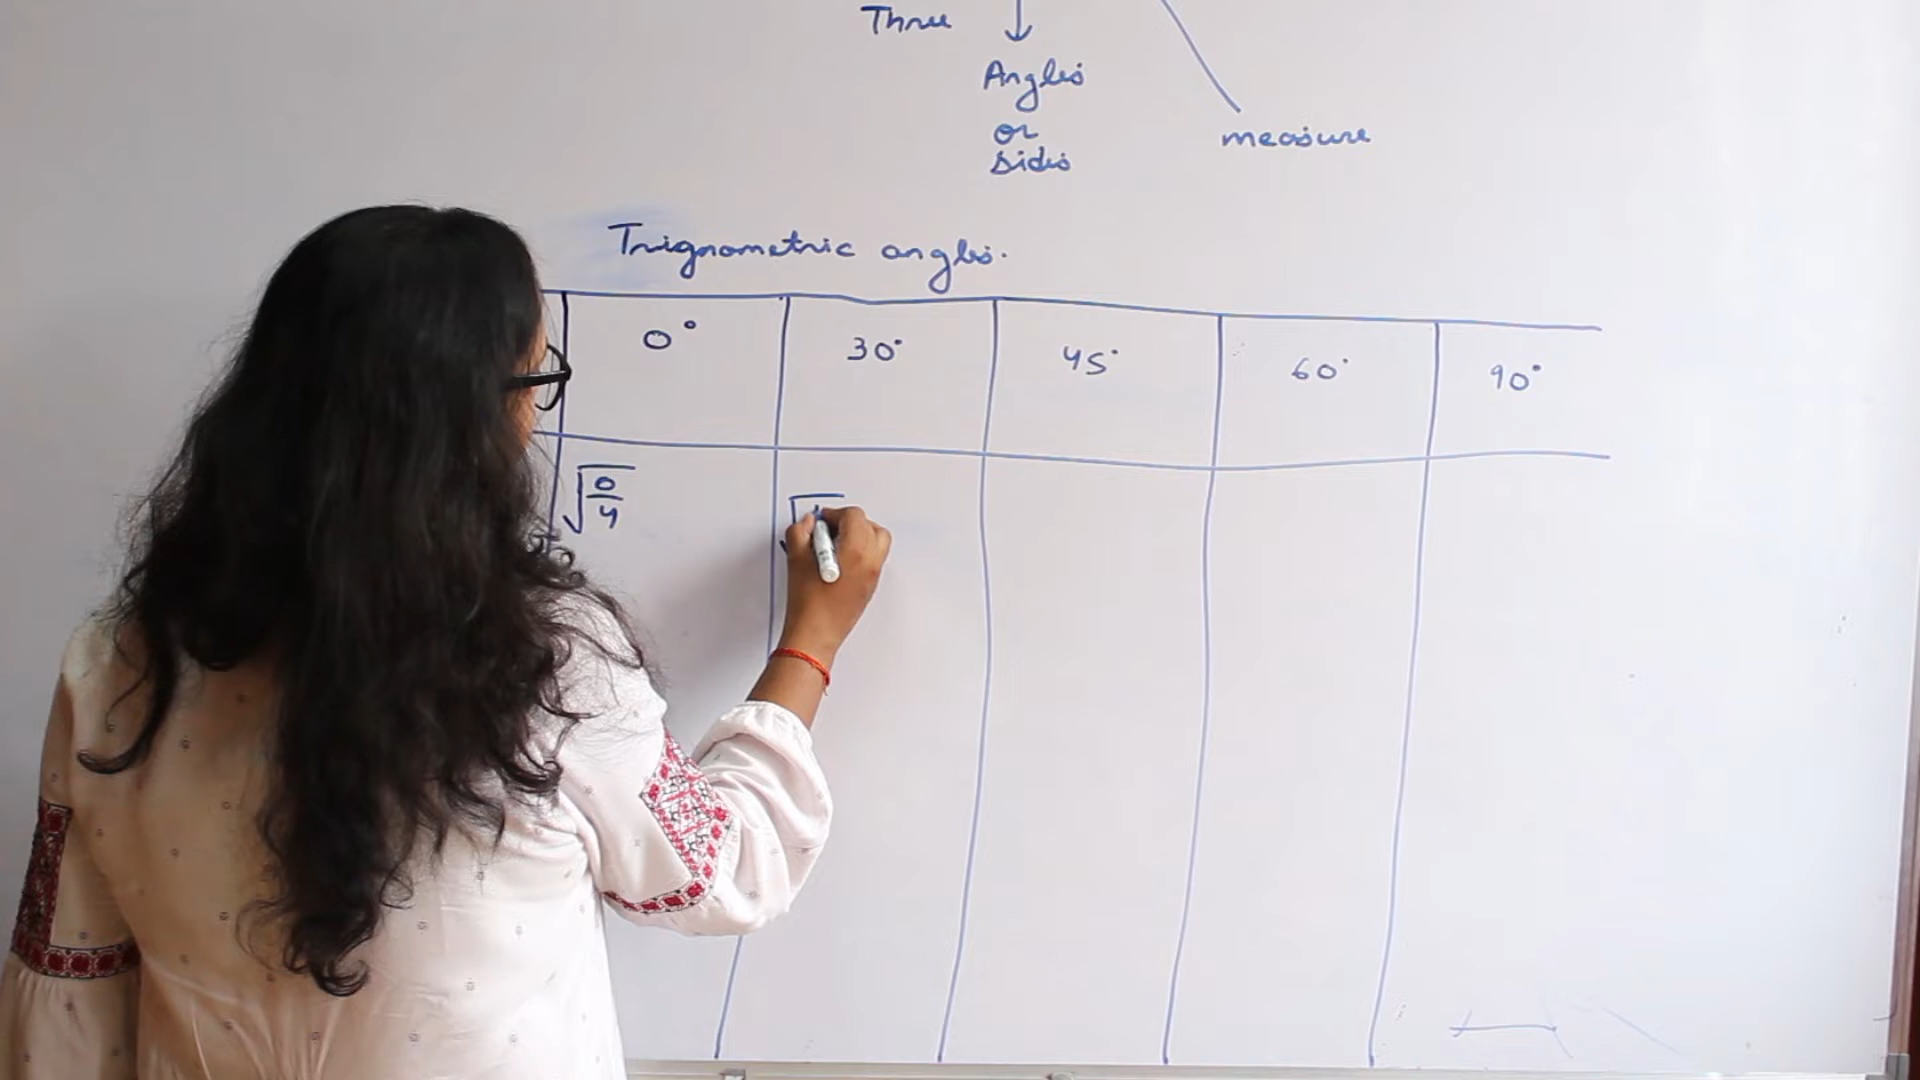 Three
Angles
or
sides
measure
Trignometric angles.
0° 30° 45° 60° 90°
√0/4